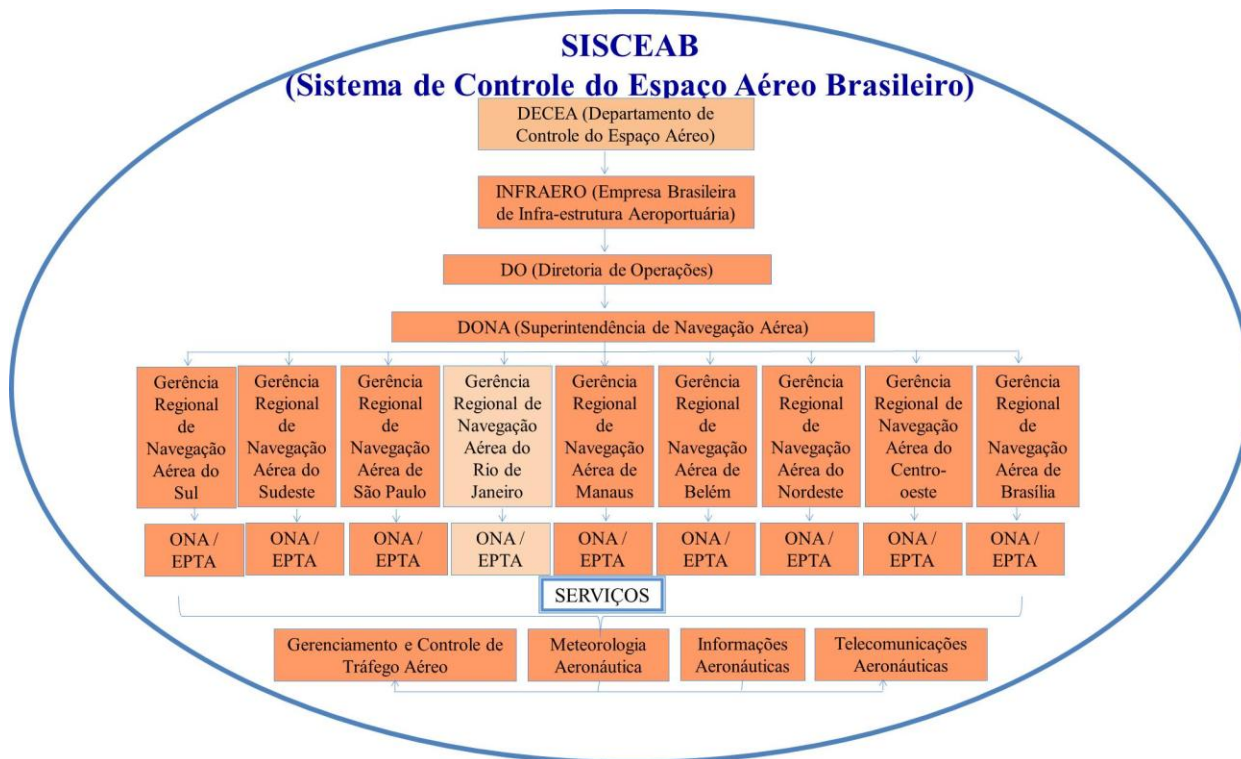 SISCEAB
(Sistema de Controle do Espaço Aéreo Brasileiro)
DECEA (Departamento de
Controle do Espaço Aéreo)
INFRAERO (Empresa Brasileira
de Infra-estrutura Aeroportuária)
DO (Diretoria de Operações)
DONA (Superintendência de Navegação Aérea)
Gerência
Regional
de
Navegação
Aérea do
Sul
Gerência
Regional
de
Navegação
Aérea do
Sudeste
Gerência
Regional
de
Navegação
Aérea de
São Paulo
Gerência
Regional de
Navegação
Aérea do
Rio de
Janeiro
Gerência
Regional
de
Navegação
Aérea de
Manaus
Gerência
Regional
de
Navegação
Aérea de
Belém
Gerência
Regional
de
Navegação
Aérea do
Nordeste
Gerência
Regional de
Navegação
Aérea do
Centro-
oeste
Gerência
Regional
de
Navegação
Aérea de
Brasília
ONA /
EPTA
ONA /
EPTA
ONA /
EPTA
ONA /
EPTA
ONA /
EPTA
ONA /
EPTA
ONA /
EPTA
ONA /
EPTA
ONA /
EPTA
SERVIÇOS
Gerenciamento e Controle de
Tráfego Aéreo
Meteorologia
Aeronáutica
Informações
Aeronáuticas
Telecomunicações
Aeronáuticas